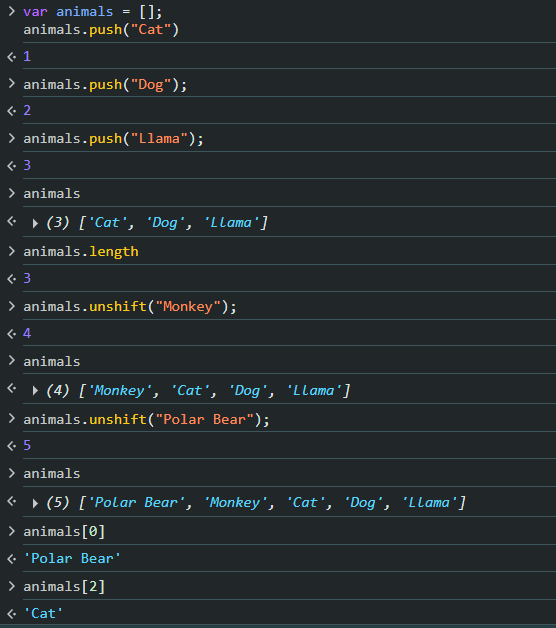 > var animals = [];
animals.push("Cat")
< 1
> animals.push("Dog");
< 2
> animals.push("Llama");
< 3
> animals
< ▶ (3) ['Cat', 'Dog', 'Llama']
> animals.length
< 3
> animals.unshift("Monkey");
< 4
> animals
< ▶ (4) ['Monkey', 'Cat', 'Dog', 'Llama']
> animals.unshift("Polar Bear");
< 5
> animals
< ▶ (5) ['Polar Bear', 'Monkey', 'Cat', 'Dog', 'Llama']
> animals[0]
< 'Polar Bear'
> animals[2]
< 'Cat'